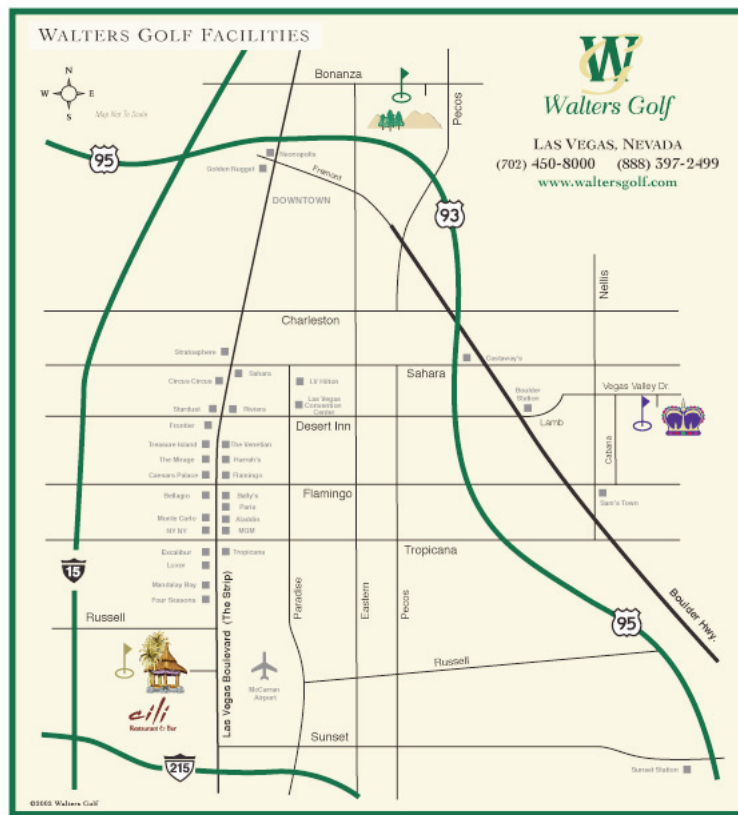 WALTERS GOLF FACILITIES
N
W E
S
Map Not To Scale
Bonanza
W
G
Walters Golf
LAS VEGAS, NEVADA
(702) 450-8000 (888) 397-2499
www.waltersgolf.com
Pecos
95
Neonopolis
Golden Nugget
Fremont
DOWNTOWN
93
Nellis
Charleston
Stratosphere
Castaway's
Sahara
Sahara
Circus Circus
LV Hilton
Boulder
Station
Vegas Valley Dr.
Las Vegas
Convention
Center
Stardust
Riviera
Lamb
Frontier
Desert Inn
Treasure Island
The Venetian
Cabana
The Mirage
Harrah's
Caesars Palace
Flamingo
Bellagio
Bally's
Flamingo
Sam's Town
Paris
Monte Carlo
Aladdin
NY NY
MGM
Excalibur
Tropicana
Tropicana
Luxor
15
Mandalay Bay
Four Seasons
Paradise
Eastern
Pecos
Boulder Hwy.
Russell
95
Las Vegas Boulevard (The Strip)
Russell
McCarran
Airport
cili
Restaurant & Bar
Sunset
215
Sunset Station
©2002 Walters Golf